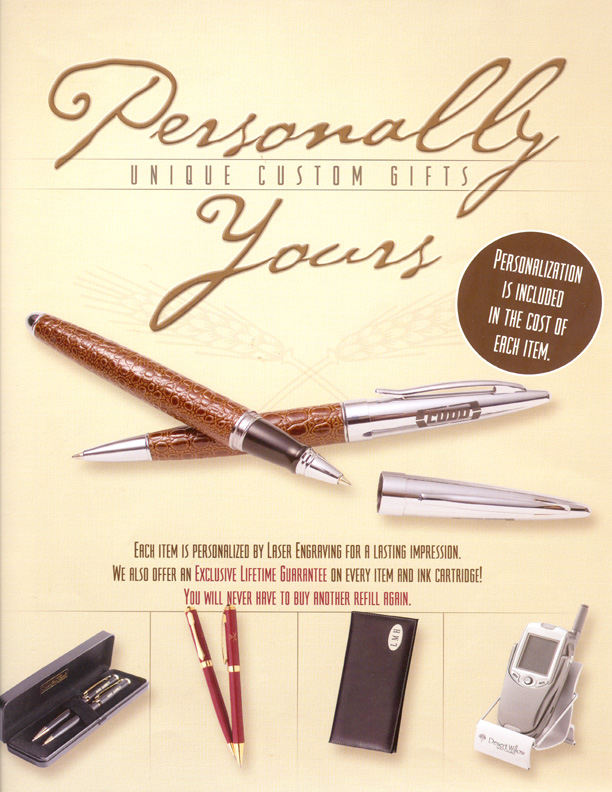 Personally
UNIQUE CUSTOM GIFTS
Yours
PERSONALIZATION
IS INCLUDED
IN THE COST OF
EACH ITEM.
EACH ITEM IS PERSONALIZED BY LASER ENGRAVING FOR A LASTING IMPRESSION.
WE ALSO OFFER AN EXCLUSIVE LIFETIME GUARANTEE ON EVERY ITEM AND INK CARTRIDGE!
YOU WILL NEVER HAVE TO BUY ANOTHER REFILL AGAIN.
LWH
Desert Willow